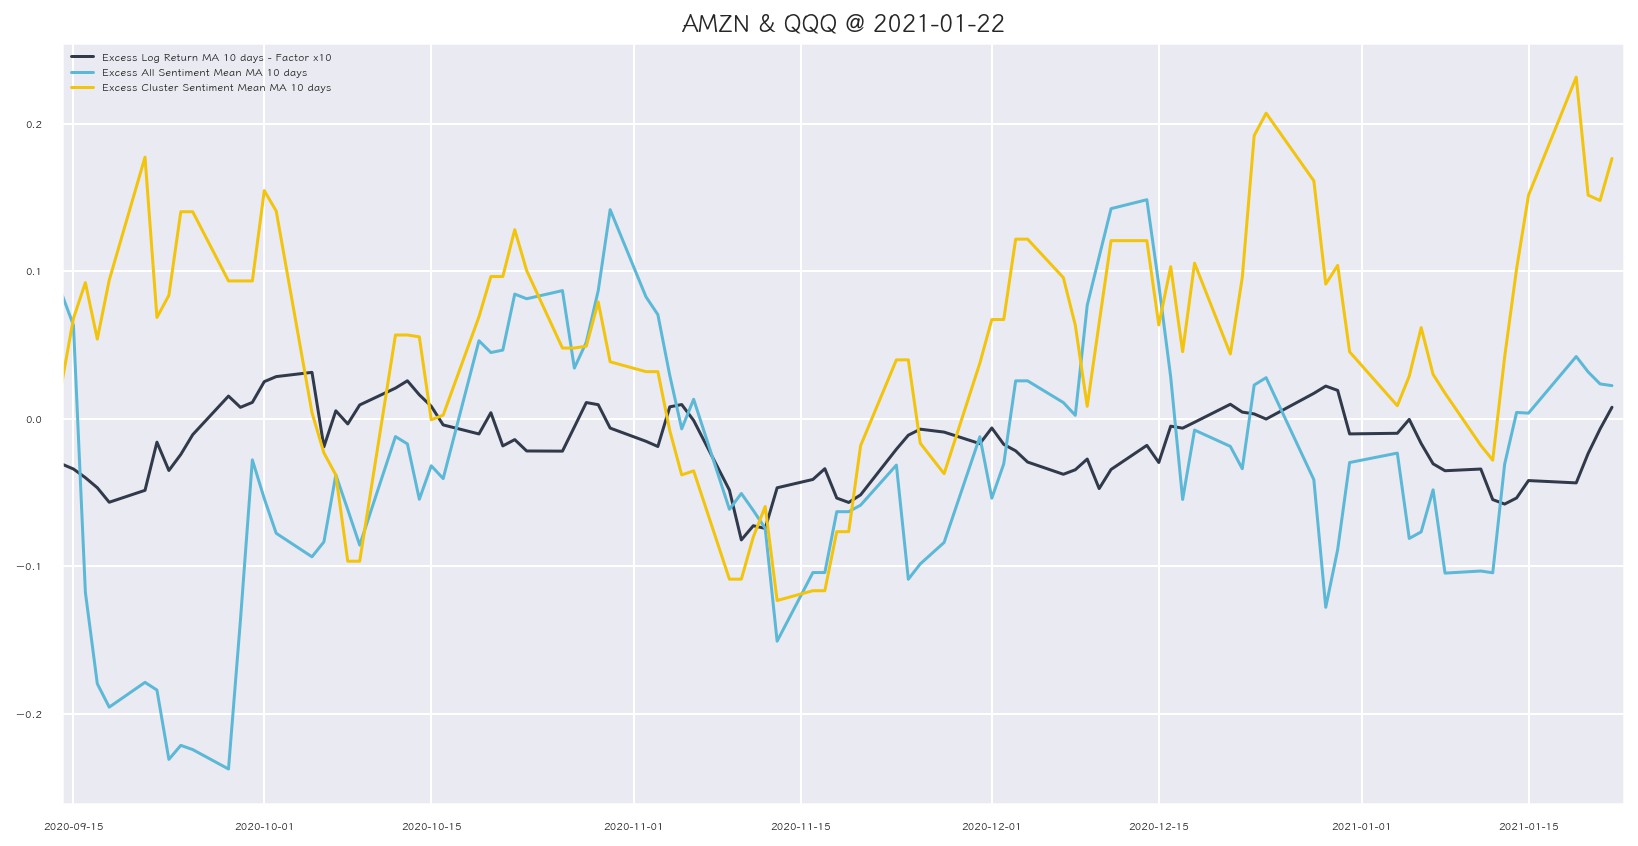 AMZN & QQQ @ 2021-01-22
Excess Log Return MA 10 days - Factor x10
Excess All Sentiment Mean MA 10 days
Excess Cluster Sentiment Mean MA 10 days
0.2
0.1
0.0
−0.1
−0.2
2020-09-15 2020-10-01 2020-10-15 2020-11-01 2020-11-15 2020-12-01 2020-12-15 2021-01-01 2021-01-15